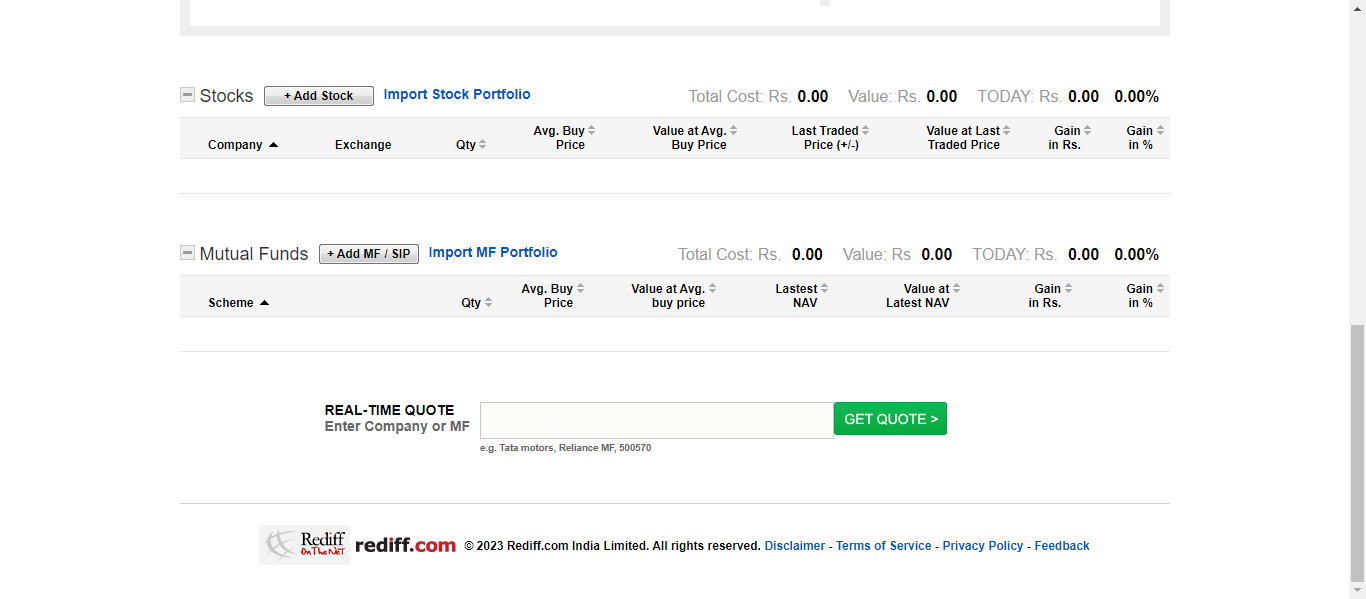 Stocks + Add Stock Import Stock Portfolio Total Cost: Rs. 0.00 Value: Rs. 0.00 TODAY: Rs. 0.00 0.00%
Company Exchange Qty Avg. Buy Price Value at Avg. Buy Price Last Traded Price (+/-) Value at Last Traded Price Gain in Rs. Gain in %
Mutual Funds + Add MF / SIP Import MF Portfolio Total Cost: Rs. 0.00 Value: Rs 0.00 TODAY: Rs. 0.00 0.00%
Scheme Qty Avg. Buy Price Value at Avg. buy price Lastest NAV Value at Latest NAV Gain in Rs. Gain in %
REAL-TIME QUOTE
Enter Company or MF
GET QUOTE >
e.g. Tata motors, Reliance MF, 500570
Rediff
On The NeT
rediff.com © 2023 Rediff.com India Limited. All rights reserved. Disclaimer - Terms of Service - Privacy Policy - Feedback